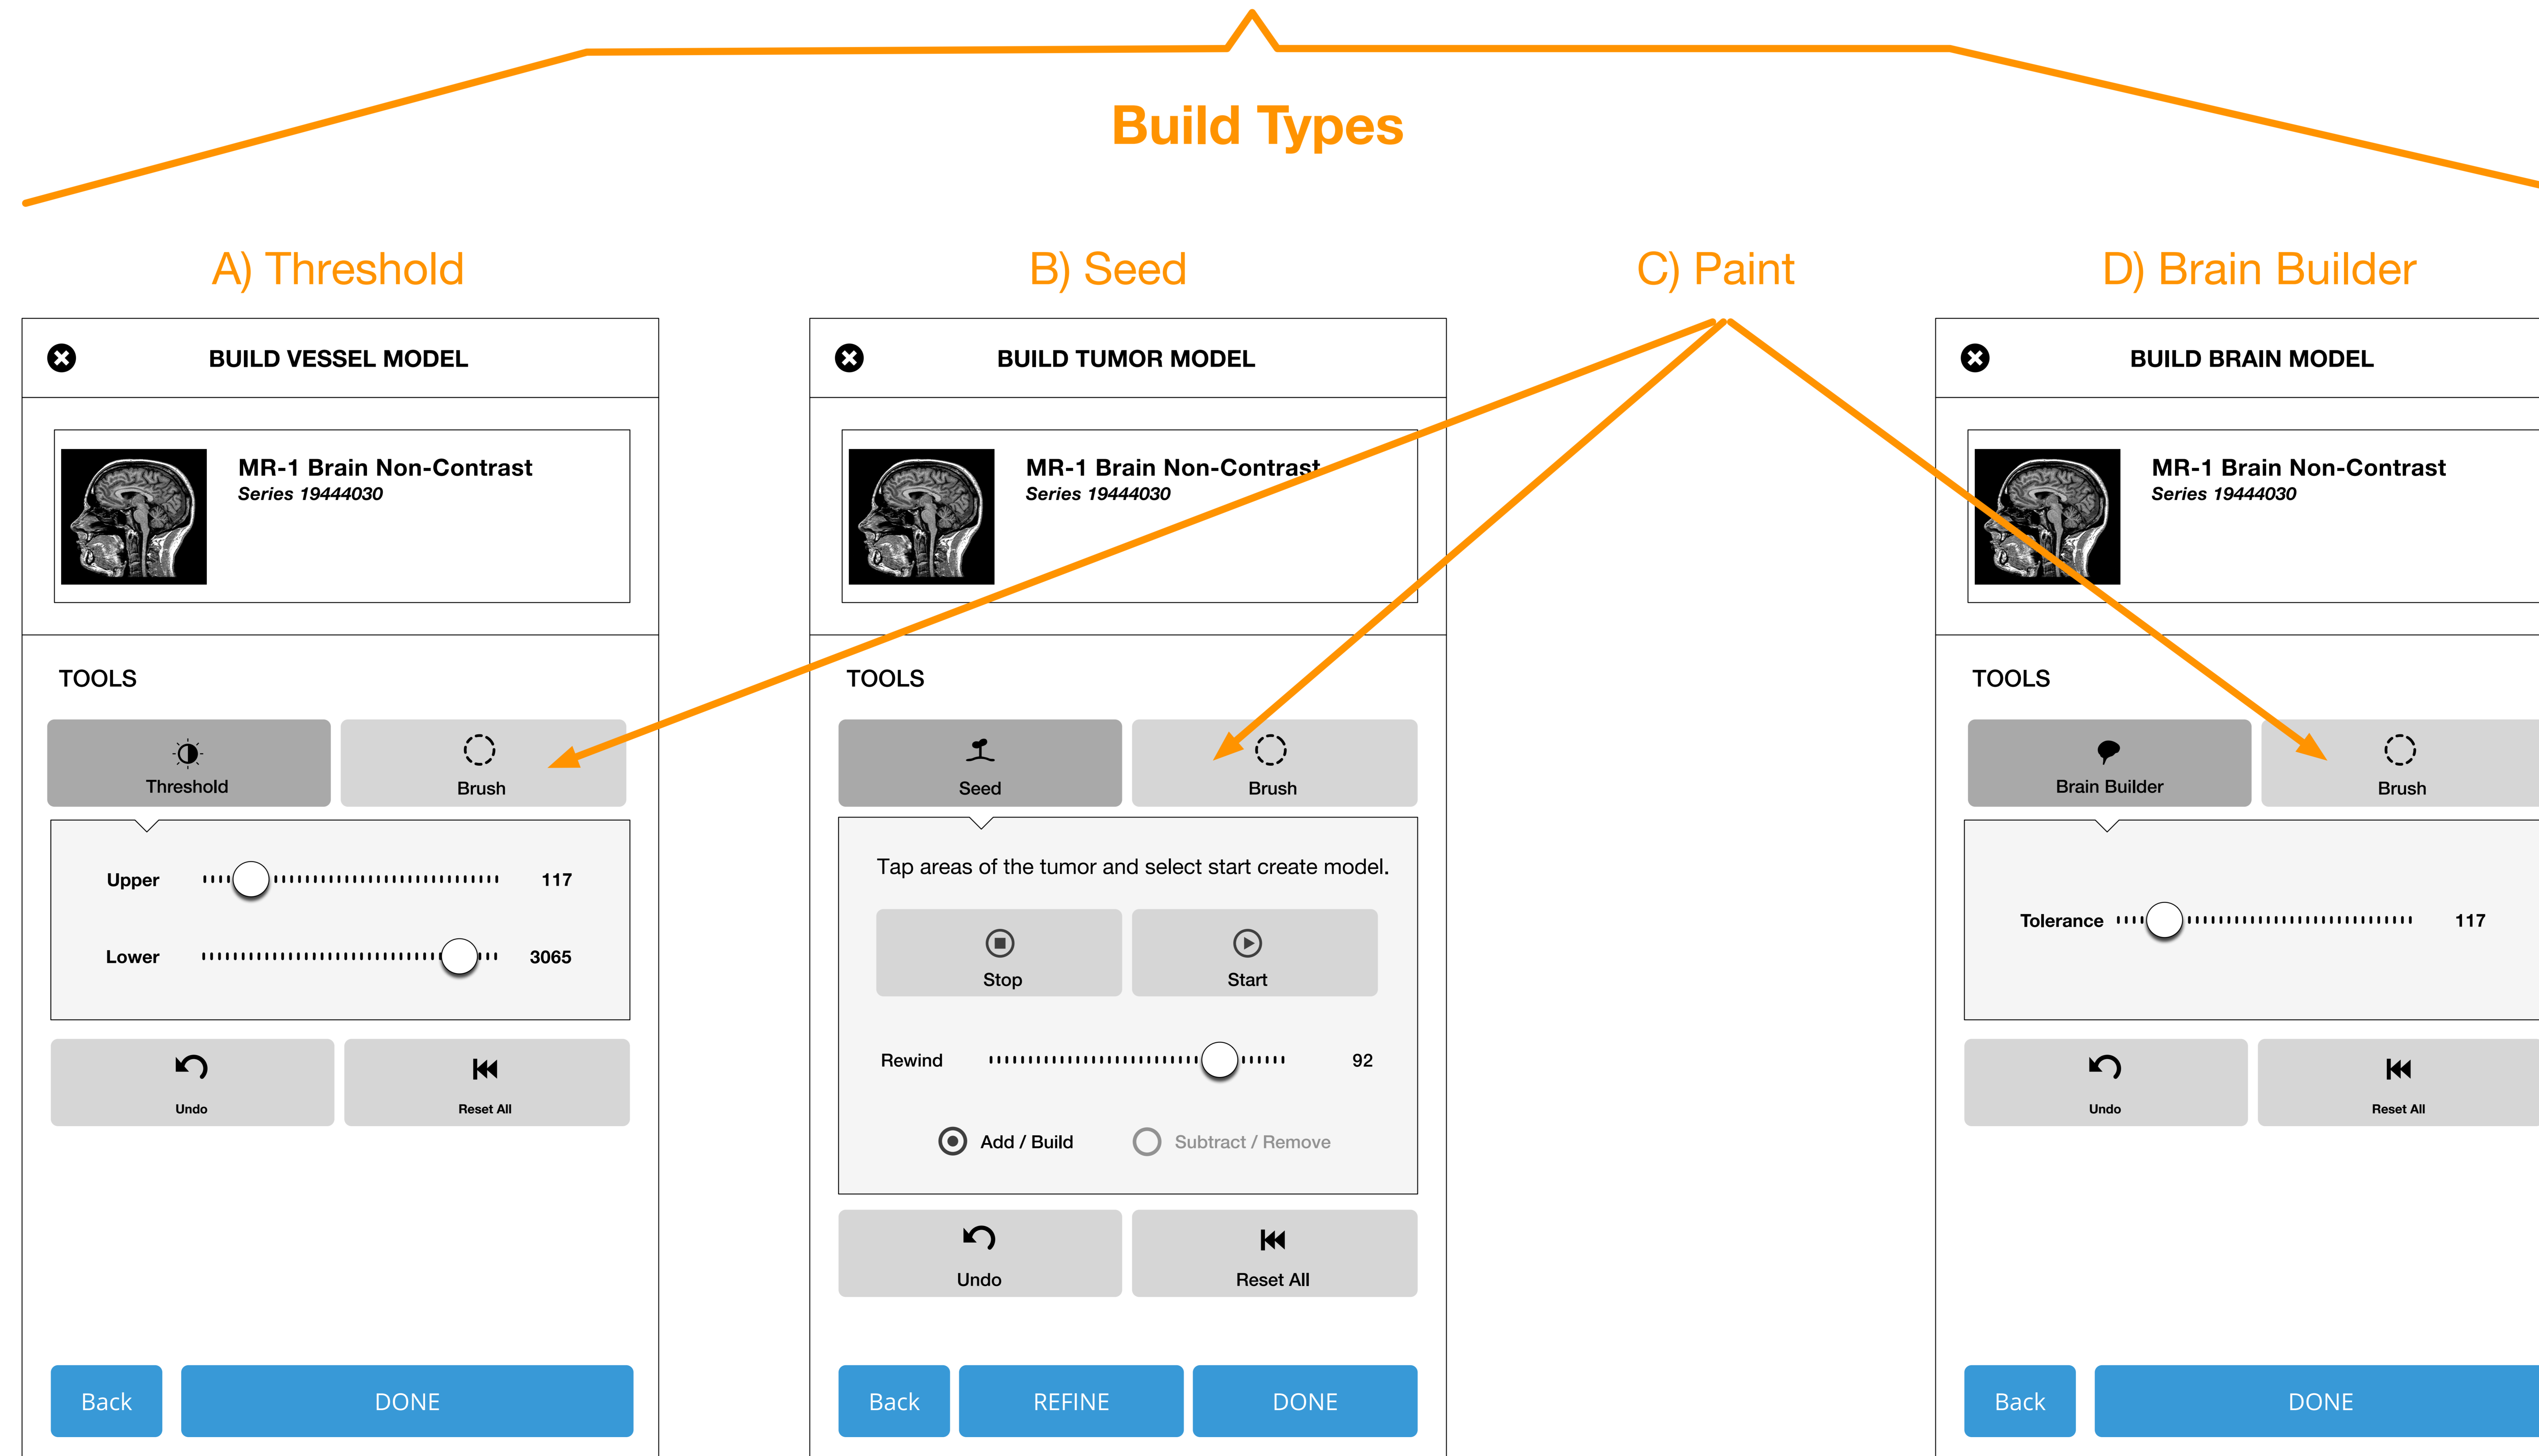 Build Types
A) Threshold
B) Seed
C) Paint
D) Brain Builder
BUILD VESSEL MODEL
MR-1 Brain Non-Contrast
Series 19444030
TOOLS
Threshold
Brush
Upper
117
Lower
3065
Undo
Reset All
Back
DONE
BUILD TUMOR MODEL
MR-1 Brain Non-Contrast
Series 19444030
TOOLS
Seed
Brush
Tap areas of the tumor and select start create model.
Stop
Start
Rewind
92
Add / Build
Subtract / Remove
Undo
Reset All
Back
REFINE
DONE
BUILD BRAIN MODEL
MR-1 Brain Non-Contrast
Series 19444030
TOOLS
Brain Builder
Brush
Tolerance
117
Undo
Reset All
Back
DONE